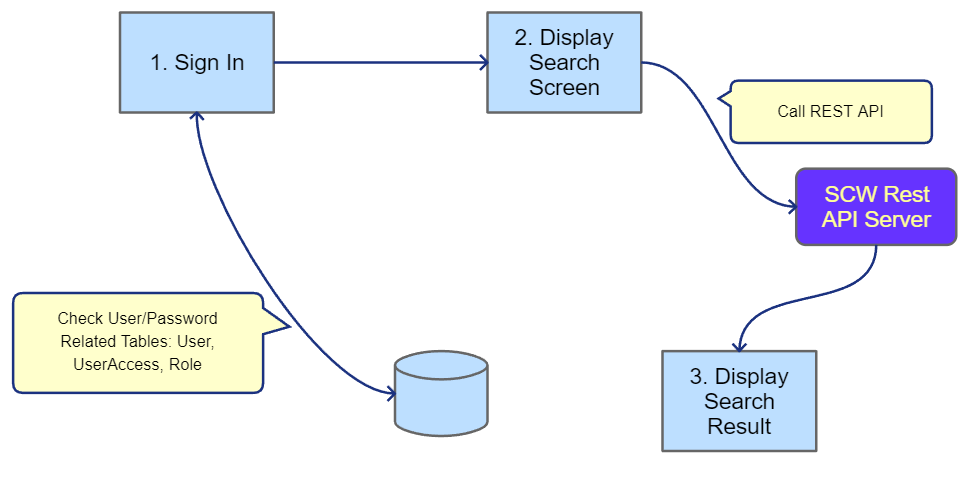 1. Sign In
2. Display
Search
Screen
Call REST API
SCW Rest
API Server
Check User/Password
Related Tables: User,
UserAccess, Role
3. Display
Search
Result